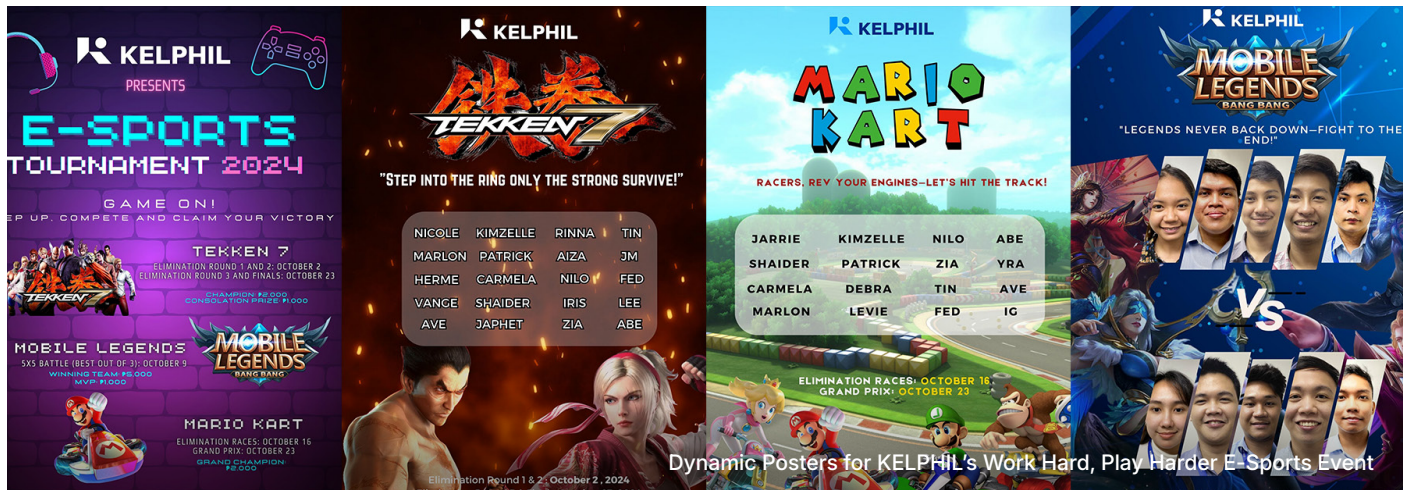 KELPHIL
PRESENTS
E-SPORTS
TOURNAMENT 2024
GAME ON!
EP UP. COMPETE AND CLAIM YOUR VICTORY
TEKKEN 7
ELIMINATION ROUND 1 AND 2: OCTOBER 2
ELIMINATION ROUND 3 AND FINALS: OCTOBER 23
CHAMPION: ₱2,000
CONSOLATION PRIZE: ₱1,000
TEKKEN 7
MOBILE LEGENDS
5X5 BATTLE (BEST OUT OF 3): OCTOBER 9
WINNING TEAM: ₱5,000
MVP: ₱1,000
MOBILE
LEGENDS
BANG BANG
MARIO KART
ELIMINATION RACES: OCTOBER 16
GRAND PRIX: OCTOBER 23
GRAND CHAMPION:
₱2,000
KELPHIL
鉄拳
TEKKEN 7
"STEP INTO THE RING ONLY THE STRONG SURVIVE!"
NICOLE KIMZELLE RINNA TIN
MARLON PATRICK AIZA JM
HERME CARMELA NILO FED
VANGE SHAIDER IRIS LEE
AVE JAPHET ZIA ABE
Elimination Round 1 & 2 : October 2 , 2024
KELPHIL
MARIO
KART
RACERS, REV YOUR ENGINES—LET'S HIT THE TRACK!
JARRIE KIMZELLE NILO ABE
SHAIDER PATRICK ZIA YRA
CARMELA DEBRA TIN AVE
MARLON LEVIE FED IG
ELIMINATION RACES: OCTOBER 16
GRAND PRIX: OCTOBER 23
KELPHIL
MOBILE
LEGENDS
BANG BANG
"LEGENDS NEVER BACK DOWN—FIGHT TO THE
END!"
VS
Dynamic Posters for KELPHIL's Work Hard, Play Harder E-Sports Event